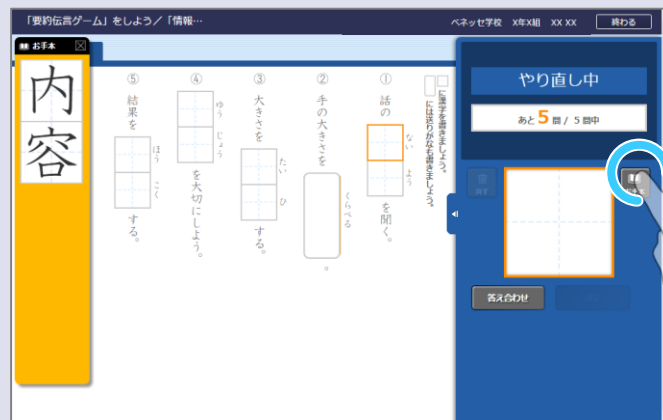 「要約伝言ゲーム」をしよう／「情報…
ベネッセ学校 X年X組 XX XX
終わる
お手本
内容
に漢字を書きましょう。
には送りがなも書きましょう。
①
話の
ない
よう
を聞く。
②
手の大きさを
くらべる
。
③
大きさを
たい
ひ
する。
④
ゆう
じょう
を大切にしよう。
⑤
結果を
ほう
こく
する。
やり直し中
あと5問 / 5問中
消す
答え合わせ